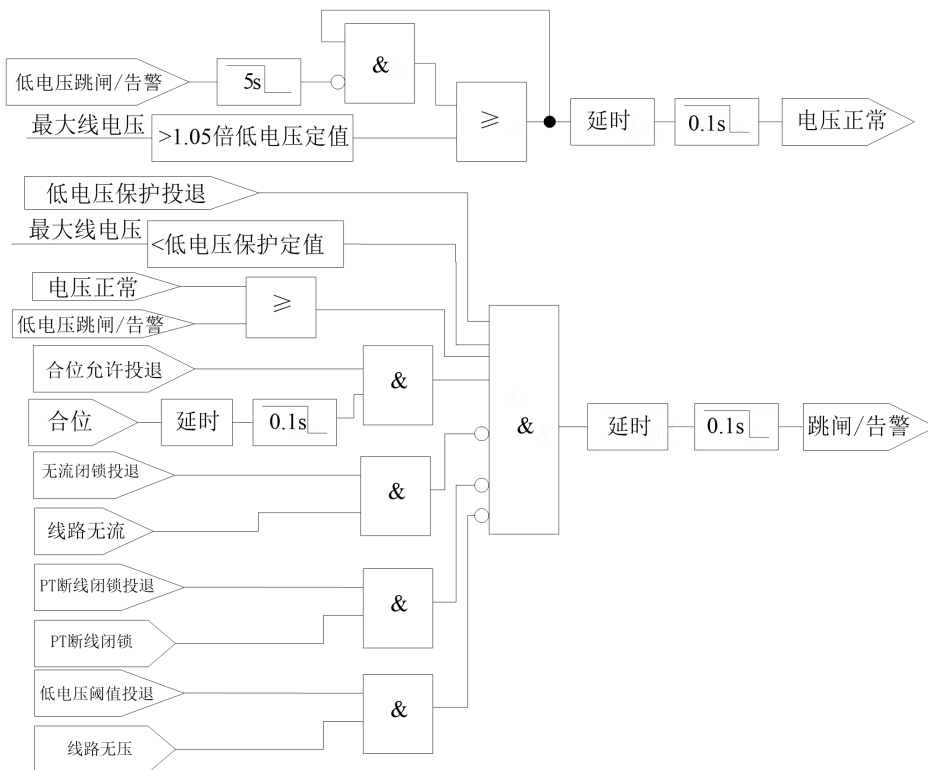 &
低电压跳闸/告警
5s
≥
延时
0.1s
电压正常
最大线电压
>1.05倍低电压定值
低电压保护投退
最大线电压
<低电压保护定值
电压正常
≥
低电压跳闸/告警
合位允许投退
&
合位
延时
0.1s
&
延时
0.1s
跳闸/告警
无流闭锁投退
&
线路无流
PT断线闭锁投退
&
PT断线闭锁
低电压阈值投退
&
线路无压